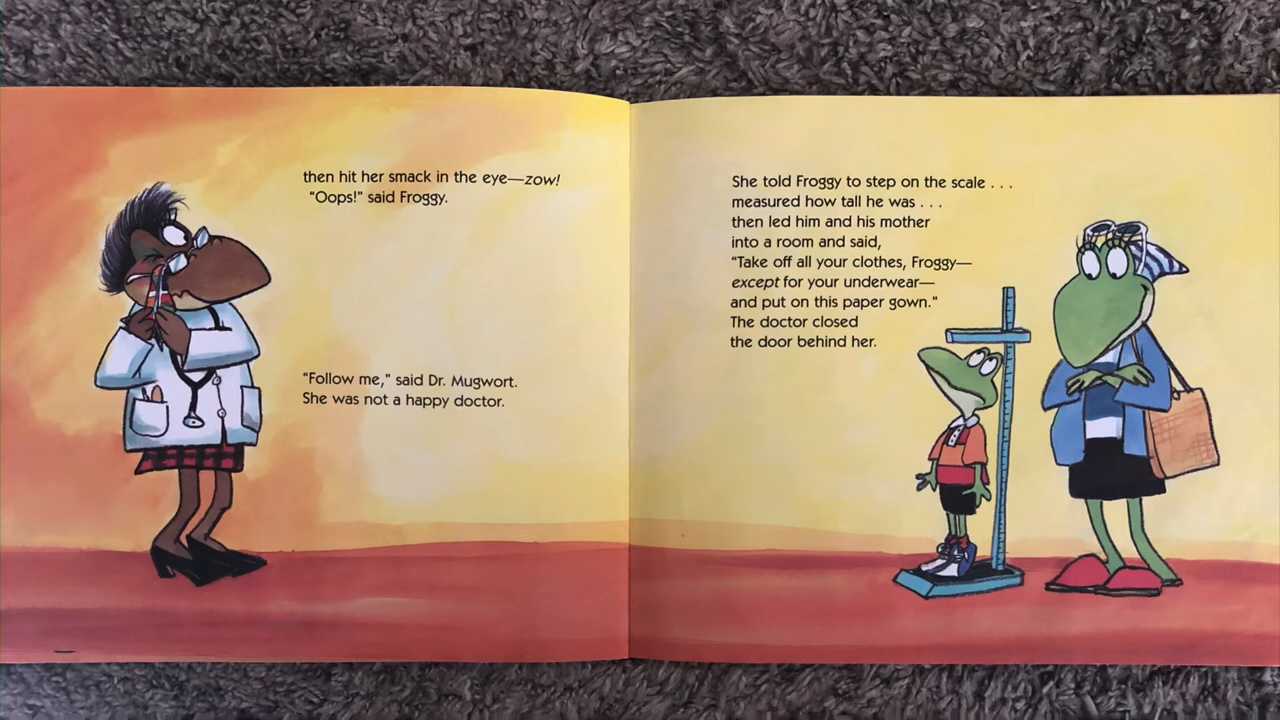 then hit her smack in the eye—zow!
“Oops!” said Froggy.
“Follow me,” said Dr. Mugwort.
She was not a happy doctor.
She told Froggy to step on the scale . . .
measured how tall he was . . .
then led him and his mother
into a room and said,
“Take off all your clothes, Froggy—
except for your underwear—
and put on this paper gown.”
The doctor closed
the door behind her.